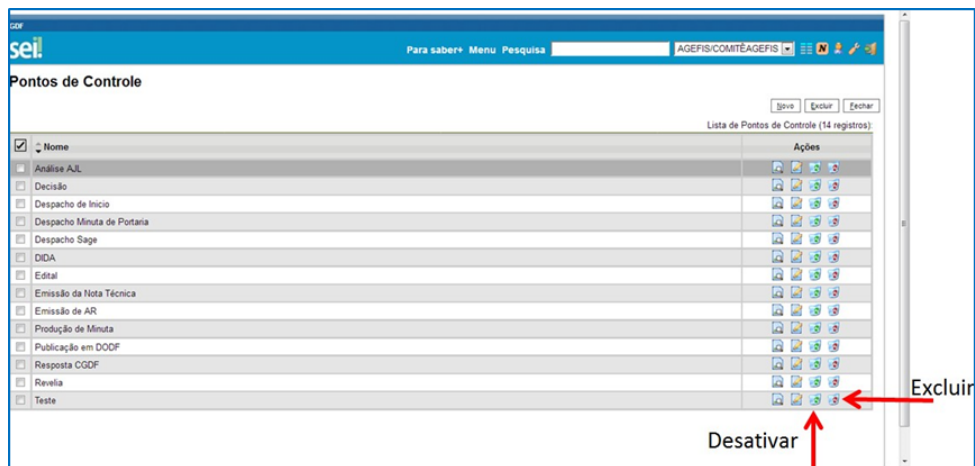 GDF
sei!
Para saber+ Menu Pesquisa AGEFIS/COMITÊAGEFIS N
Pontos de Controle
Novo Excluir Fechar
Lista de Pontos de Controle (14 registros):
Nome Ações
Análise AJL
Decisão
Despacho de Inicio
Despacho Minuta de Portaria
Despacho Sage
DIDA
Edital
Emissão da Nota Técnica
Emissão de AR
Produção de Minuta
Publicação em DODF
Resposta CGDF
Revelia
Teste
Excluir
Desativar